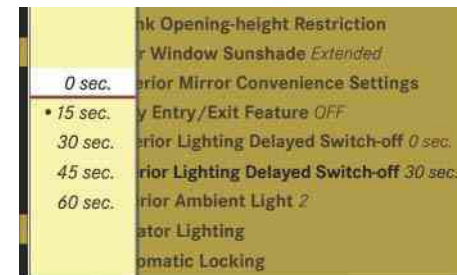 nk Opening-height Restriction
r Window Sunshade Extended
0 sec. erior Mirror Convenience Settings
• 15 sec. y Entry/Exit Feature OFF
30 sec. erior Lighting Delayed Switch-off 0 sec.
45 sec. rior Lighting Delayed Switch-off 30 sec.
60 sec. rior Ambient Light 2
ator Lighting
omatic Locking